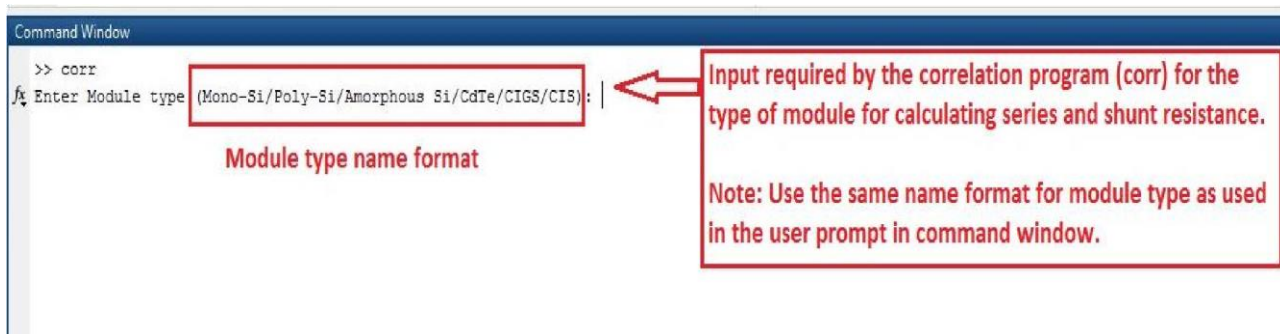 Command Window
>> corr
fx Enter Module type (Mono-Si/Poly-Si/Amorphous Si/CdTe/CIGS/CIS):
Module type name format
Input required by the correlation program (corr) for the
type of module for calculating series and shunt resistance.
Note: Use the same name format for module type as used
in the user prompt in command window.